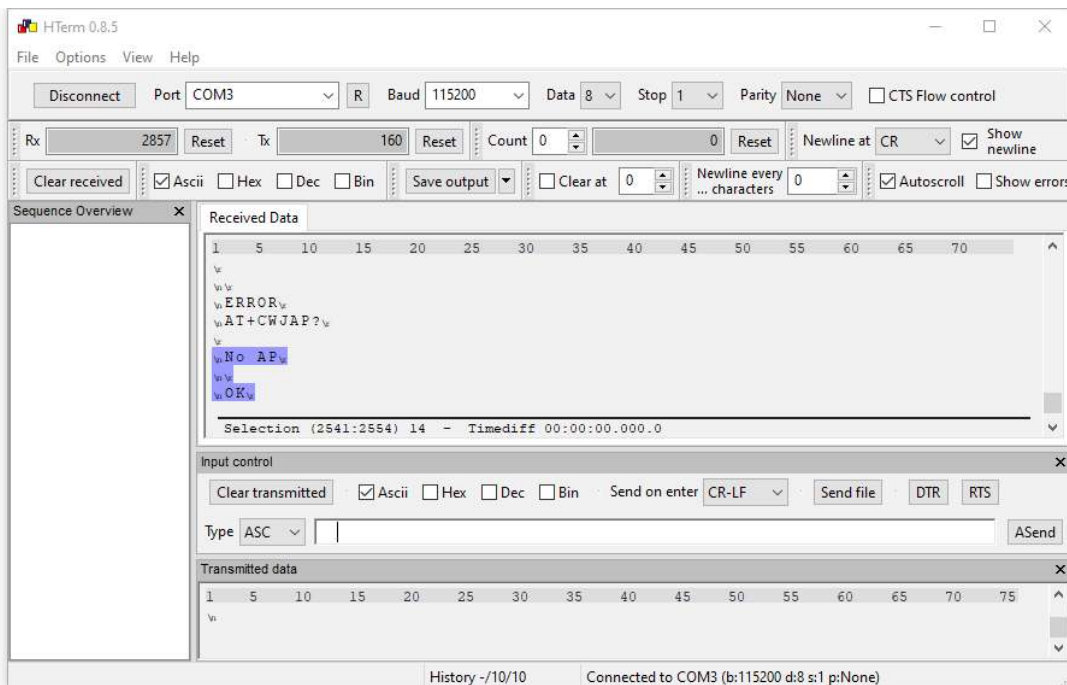 HTerm 0.8.5
File Options View Help
Disconnect Port COM3 R Baud 115200 Data 8 Stop 1 Parity None CTS Flow control
Rx 2857 Reset Tx 160 Reset Count 0 0 Reset Newline at CR Show newline
Clear received Ascii Hex Dec Bin Save output Clear at 0 Newline every ... characters 0 Autoscroll Show errors
Sequence Overview x
Received Data
1 5 10 15 20 25 30 35 40 45 50 55 60 65 70
\r
\n\r
\nERROR\r
\nAT+CWJAP?\r
\r
\nNo AP\r
\n\r
\nOK\r
Selection (2541:2554) 14 - Timediff 00:00:00.000.0
Input control x
Clear transmitted Ascii Hex Dec Bin Send on enter CR-LF Send file DTR RTS
Type ASC ASend
Transmitted data x
1 5 10 15 20 25 30 35 40 45 50 55 60 65 70 75
\n
History -/10/10 Connected to COM3 (b:115200 d:8 s:1 p:None)